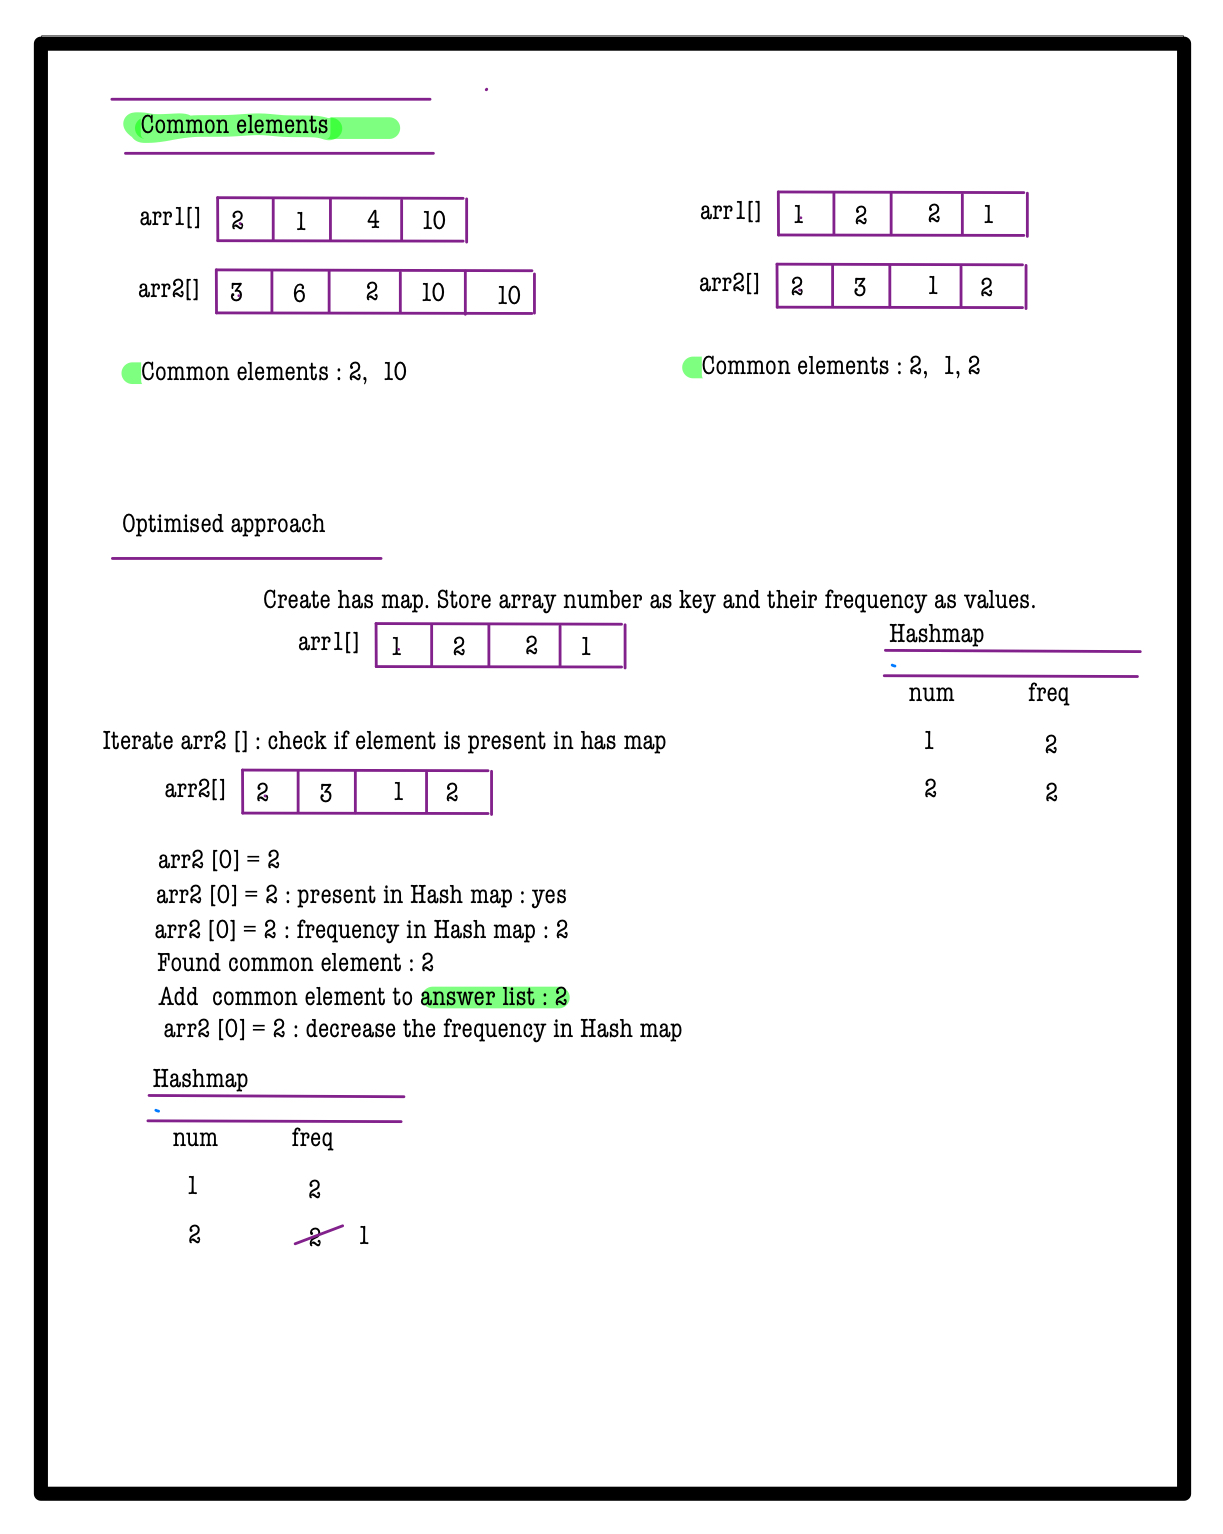 Common elements
arr1[] 2 1 4 10
arr2[] 3 6 2 10 10
Common elements : 2, 10
arr1[] 1 2 2 1
arr2[] 2 3 1 2
Common elements : 2, 1, 2
Optimised approach
Create has map. Store array number as key and their frequency as values.
arr1[] 1 2 2 1
Hashmap
num freq
1 2
2 2
Iterate arr2 [] : check if element is present in has map
arr2[] 2 3 1 2
arr2 [0] = 2
arr2 [0] = 2 : present in Hash map : yes
arr2 [0] = 2 : frequency in Hash map : 2
Found common element : 2
Add common element to answer list : 2
arr2 [0] = 2 : decrease the frequency in Hash map
Hashmap
num freq
1 2
2 2 1